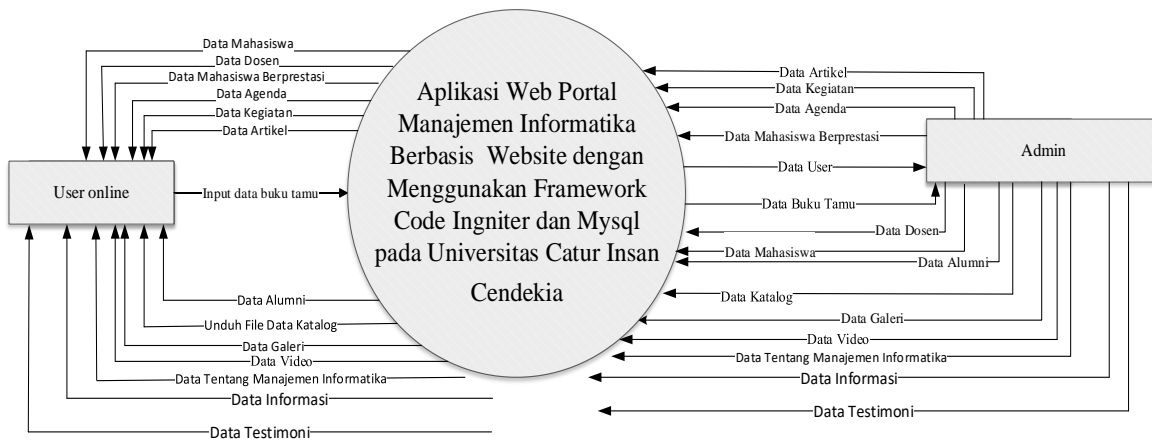 Data Mahasiswa
Data Dosen
Data Mahasiswa Berprestasi
Data Agenda
Data Kegiatan
Data Artikel
User online
Input data buku tamu
Data Alumni
Unduh File Data Katalog
Data Galeri
Data Video
Data Tentang Manajemen Informatika
Data Informasi
Data Testimoni
Aplikasi Web Portal
Manajemen Informatika
Berbasis Website dengan
Menggunakan Framework
Code Ingniter dan Mysql
pada Universitas Catur Insan
Cendekia
Data Artikel
Data Kegiatan
Data Agenda
Data Mahasiswa Berprestasi
Data User
Data Buku Tamu
Admin
Data Dosen
Data Mahasiswa
Data Alumni
Data Katalog
Data Galeri
Data Video
Data Tentang Manajemen Informatika
Data Informasi
Data Testimoni